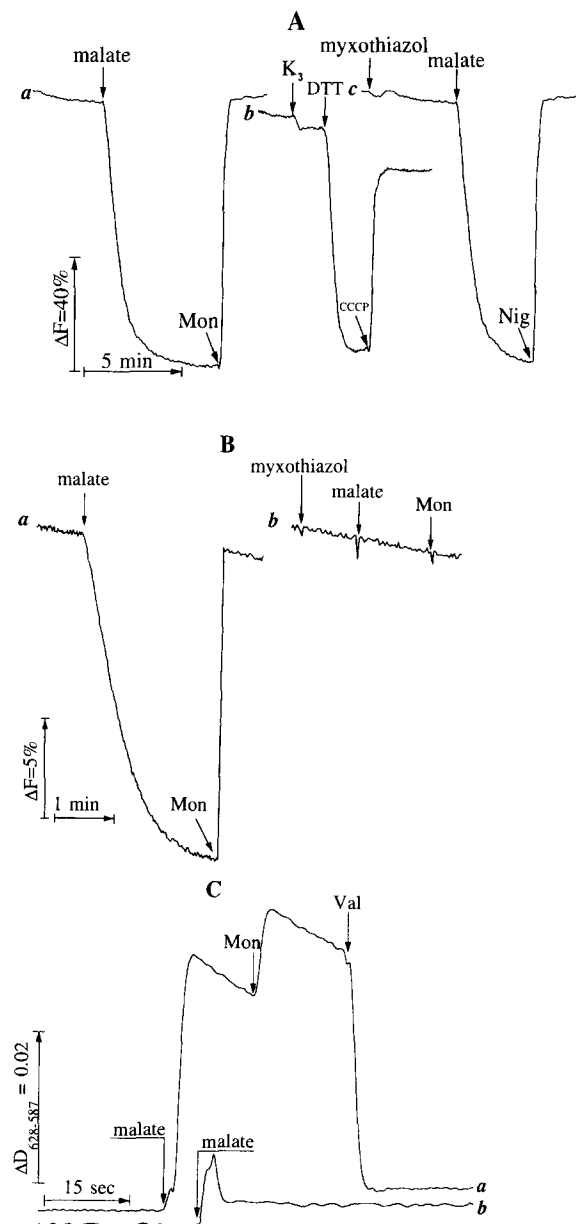 A
malate
a
K3
DTT
b
myxothiazol
c
malate
ΔF=40%
5 min
Mon
CCCP
Nig
B
malate
a
myxothiazol
b
malate
Mon
ΔF=5%
1 min
Mon
C
Val
Mon
ΔD628-587 = 0.02
malate
malate
15 sec
a
b